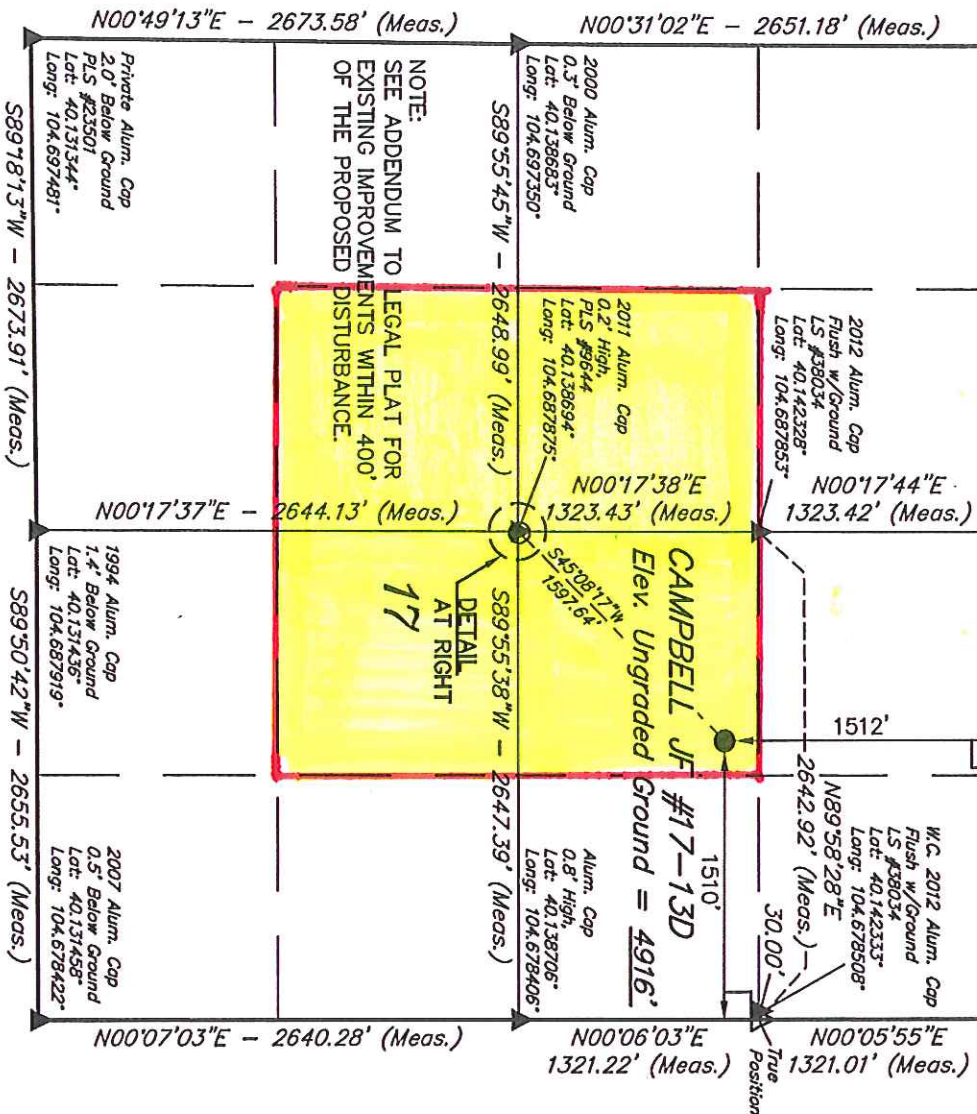 N00°49'13"E - 2673.58' (Meas.)
N00°31'02"E - 2651.18' (Meas.)
Private Alum. Cap
2.0' Below Ground
PLS #23501
Lat: 40.131344°
Long: 104.697481°
NOTE:
SEE ADDENDUM TO LEGAL PLAT FOR
EXISTING IMPROVEMENTS WITHIN 400'
OF THE PROPOSED DISTURBANCE.
2000 Alum. Cap
0.3' Below Ground
Lat: 40.138683°
Long: 104.697350°
S89°55'45"W - 2648.99' (Meas.)
2012 Alum. Cap
Flush w/Ground
LS #38034
Lat: 40.142328°
Long: 104.687853°
2011 Alum. Cap
0.2' High,
PLS #9644
Lat: 40.138694°
Long: 104.687875°
S89°18'13"W - 2673.91' (Meas.)
N00°17'37"E - 2644.13' (Meas.)
N00°17'38"E
1323.43' (Meas.)
N00°17'44"E
1323.42' (Meas.)
S45°08'17"W
1597.64'
CAMPBELL JF #17-13D
Elev. Ungraded Ground = 4916'
DETAIL
AT RIGHT
17
1512'
1510'
N89°58'28"E
2642.92' (Meas.)
30.00'
1994 Alum. Cap
1.4' Below Ground
Lat: 40.131436°
Long: 104.687919°
S89°55'38"W - 2647.39' (Meas.)
W.C. 2012 Alum. Cap
Flush w/Ground
LS #38034
Lat: 40.142333°
Long: 104.678508°
S89°50'42"W - 2655.53' (Meas.)
2007 Alum. Cap
0.5' Below Ground
Lat: 40.131458°
Long: 104.678422°
Alum. Cap
0.8' High,
Lat: 40.138706°
Long: 104.678406°
N00°07'03"E - 2640.28' (Meas.)
N00°06'03"E
1321.22' (Meas.)
True
Position
N00°05'55"E
1321.01' (Meas.)